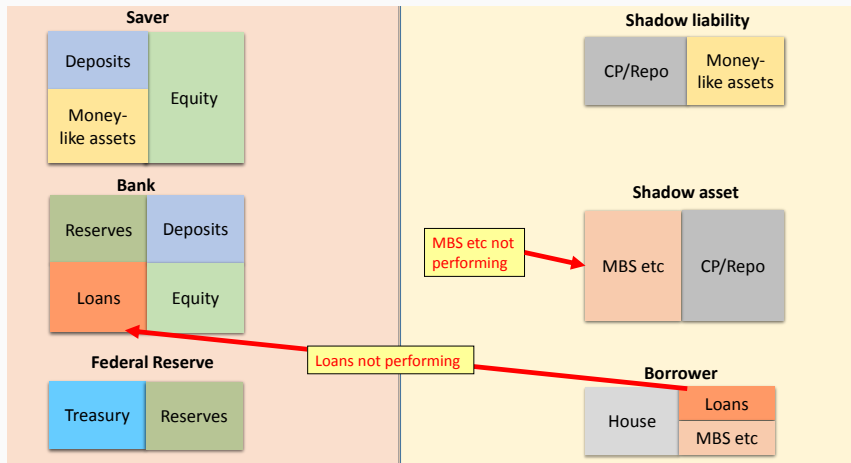 Saver
Deposits
Money-
like assets
Equity
Bank
Reserves
Deposits
Loans
Equity
Federal Reserve
Treasury
Reserves
Shadow liability
CP/Repo
Money-
like assets
Shadow asset
MBS etc not
performing
MBS etc
CP/Repo
Loans not performing
Borrower
House
Loans
MBS etc